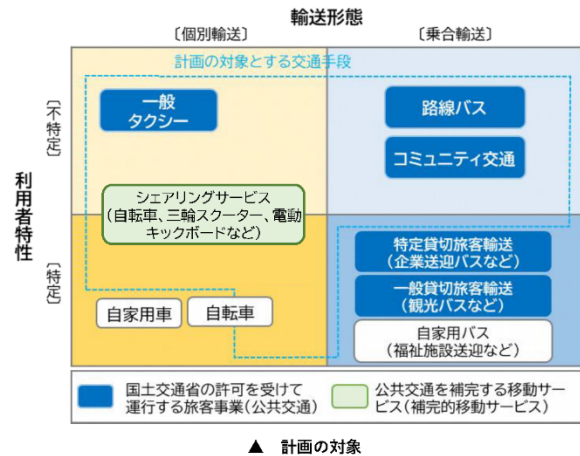 輸送形態
〔個別輸送〕
〔乗合輸送〕
計画の対象とする交通手段
利用者特性
〔不特定〕
〔特定〕
一般
タクシー
路線バス
コミュニティ交通
シェアリングサービス
(自転車、三輪スクーター、電動
キックボードなど)
特定貸切旅客輸送
(企業送迎バスなど)
一般貸切旅客輸送
(観光バスなど)
自家用車
自転車
自家用バス
(福祉施設送迎など)
国土交通省の許可を受けて
運行する旅客事業(公共交通)
公共交通を補完する移動サー
ビス(補完的移動サービス)
▲ 計画の対象